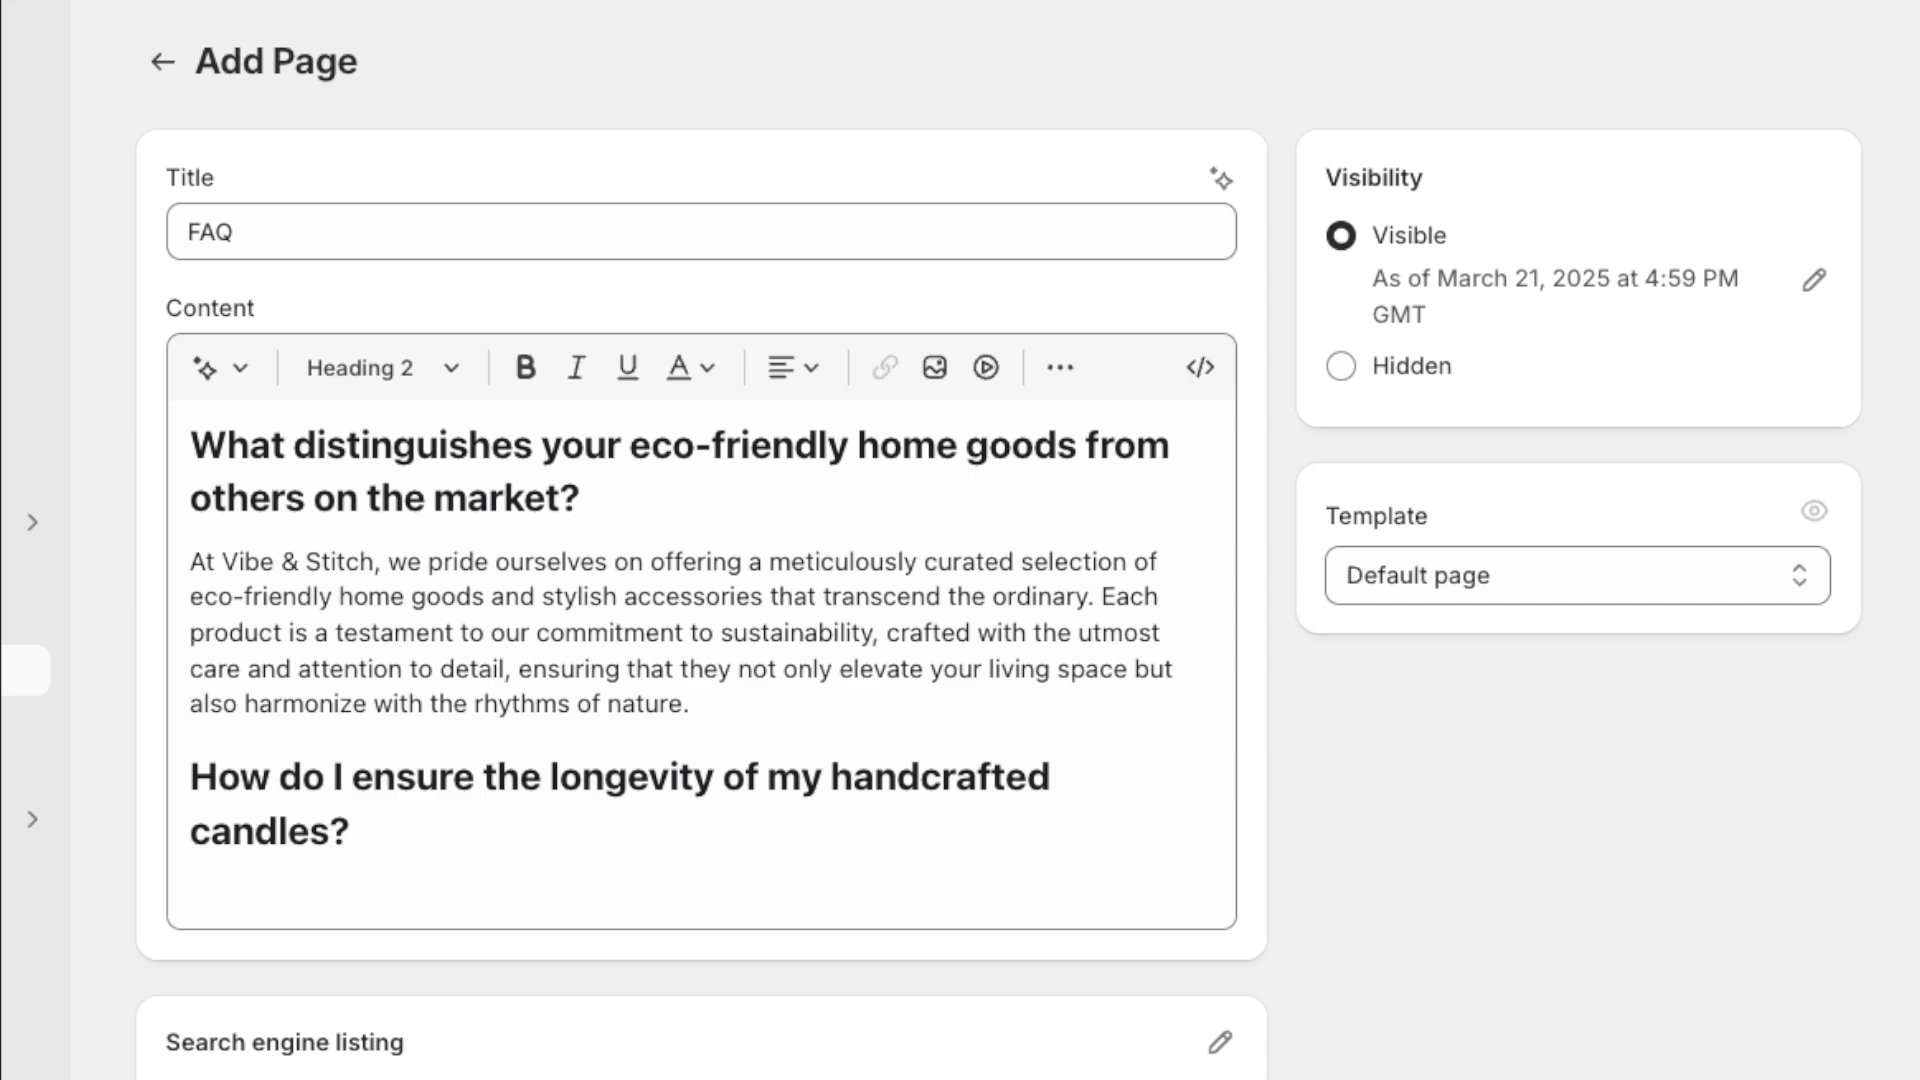 Add Page
Title
FAQ
Content
Heading 2
What distinguishes your eco-friendly home goods from
others on the market?
At Vibe & Stitch, we pride ourselves on offering a meticulously curated selection of
eco-friendly home goods and stylish accessories that transcend the ordinary. Each
product is a testament to our commitment to sustainability, crafted with the utmost
care and attention to detail, ensuring that they not only elevate your living space but
also harmonize with the rhythms of nature.
How do I ensure the longevity of my handcrafted
candles?
Search engine listing
Visibility
Visible
As of March 21, 2025 at 4:59 PM
GMT
Hidden
Template
Default page